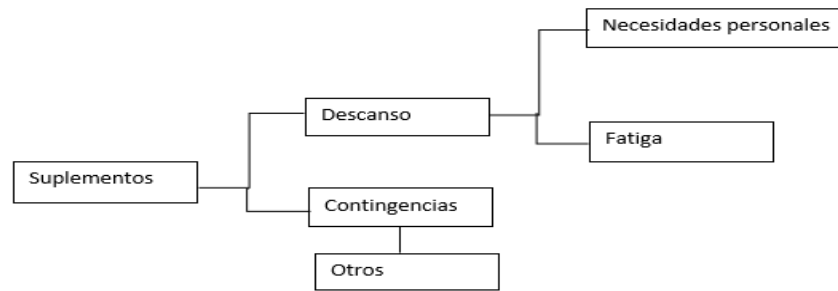 Necesidades personales
Descanso
Fatiga
Suplementos
Contingencias
Otros